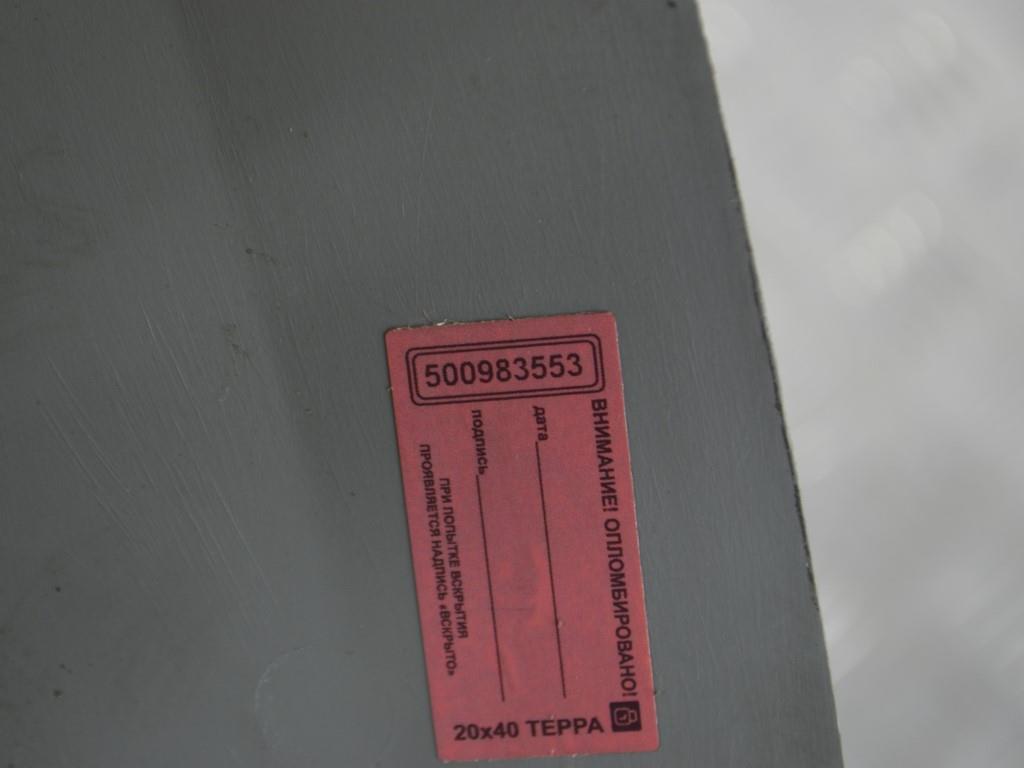 500983553
ВНИМАНИЕ! ОПЛОМБИРОВАНО!
дата
подпись
ПРИ ПОПЫТКЕ ВСКРЫТИЯ
ПРОЯВЛЯЕТСЯ НАДПИСЬ «ВСКРЫТО»
20x40 ТЕРРА